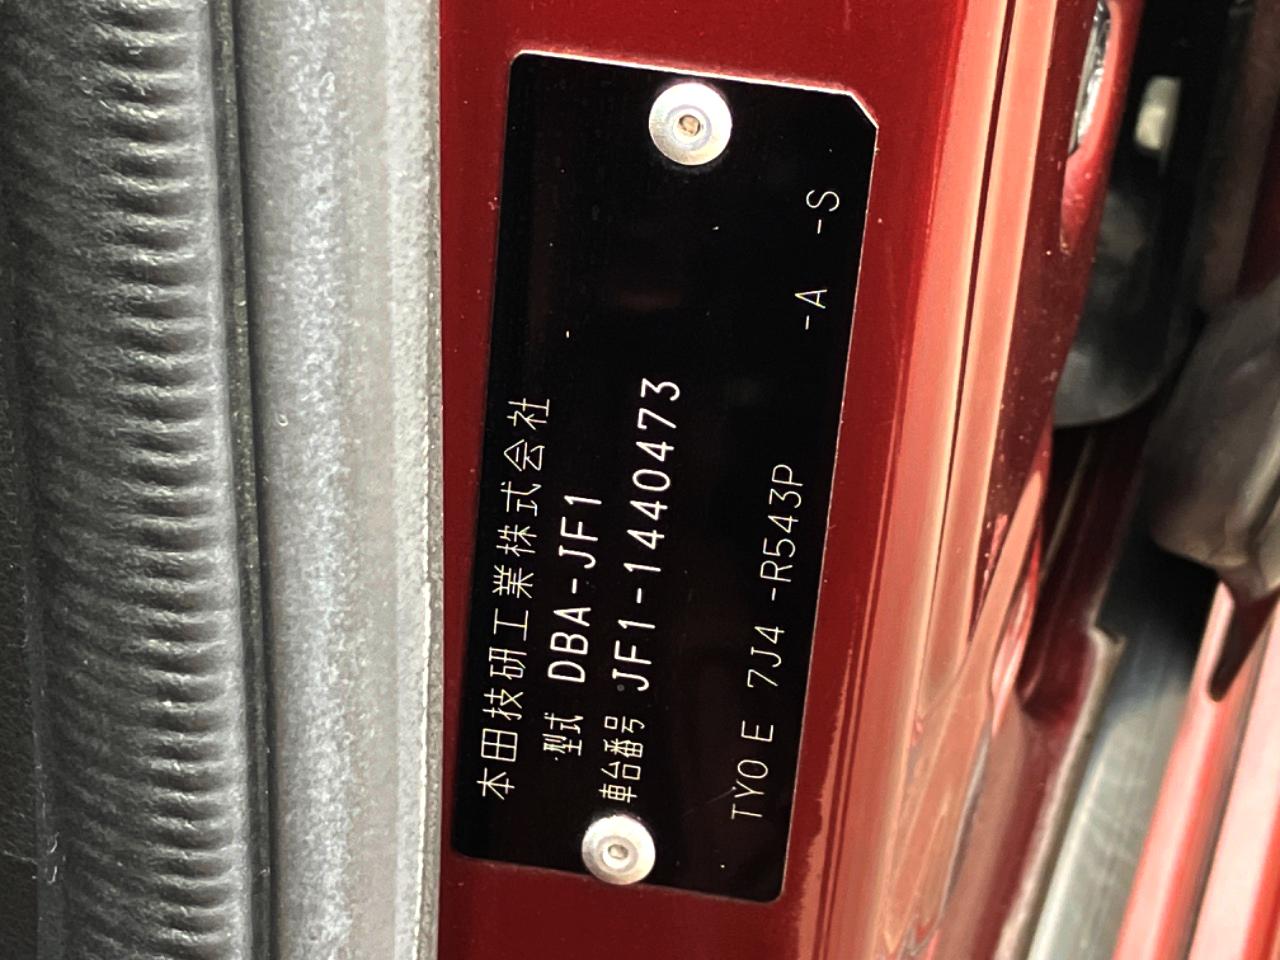 本田技研工業株式会社
型式 DBA-JF1
車台番号 JF1-1440473
TYO E 7J4 -R543P -A -S